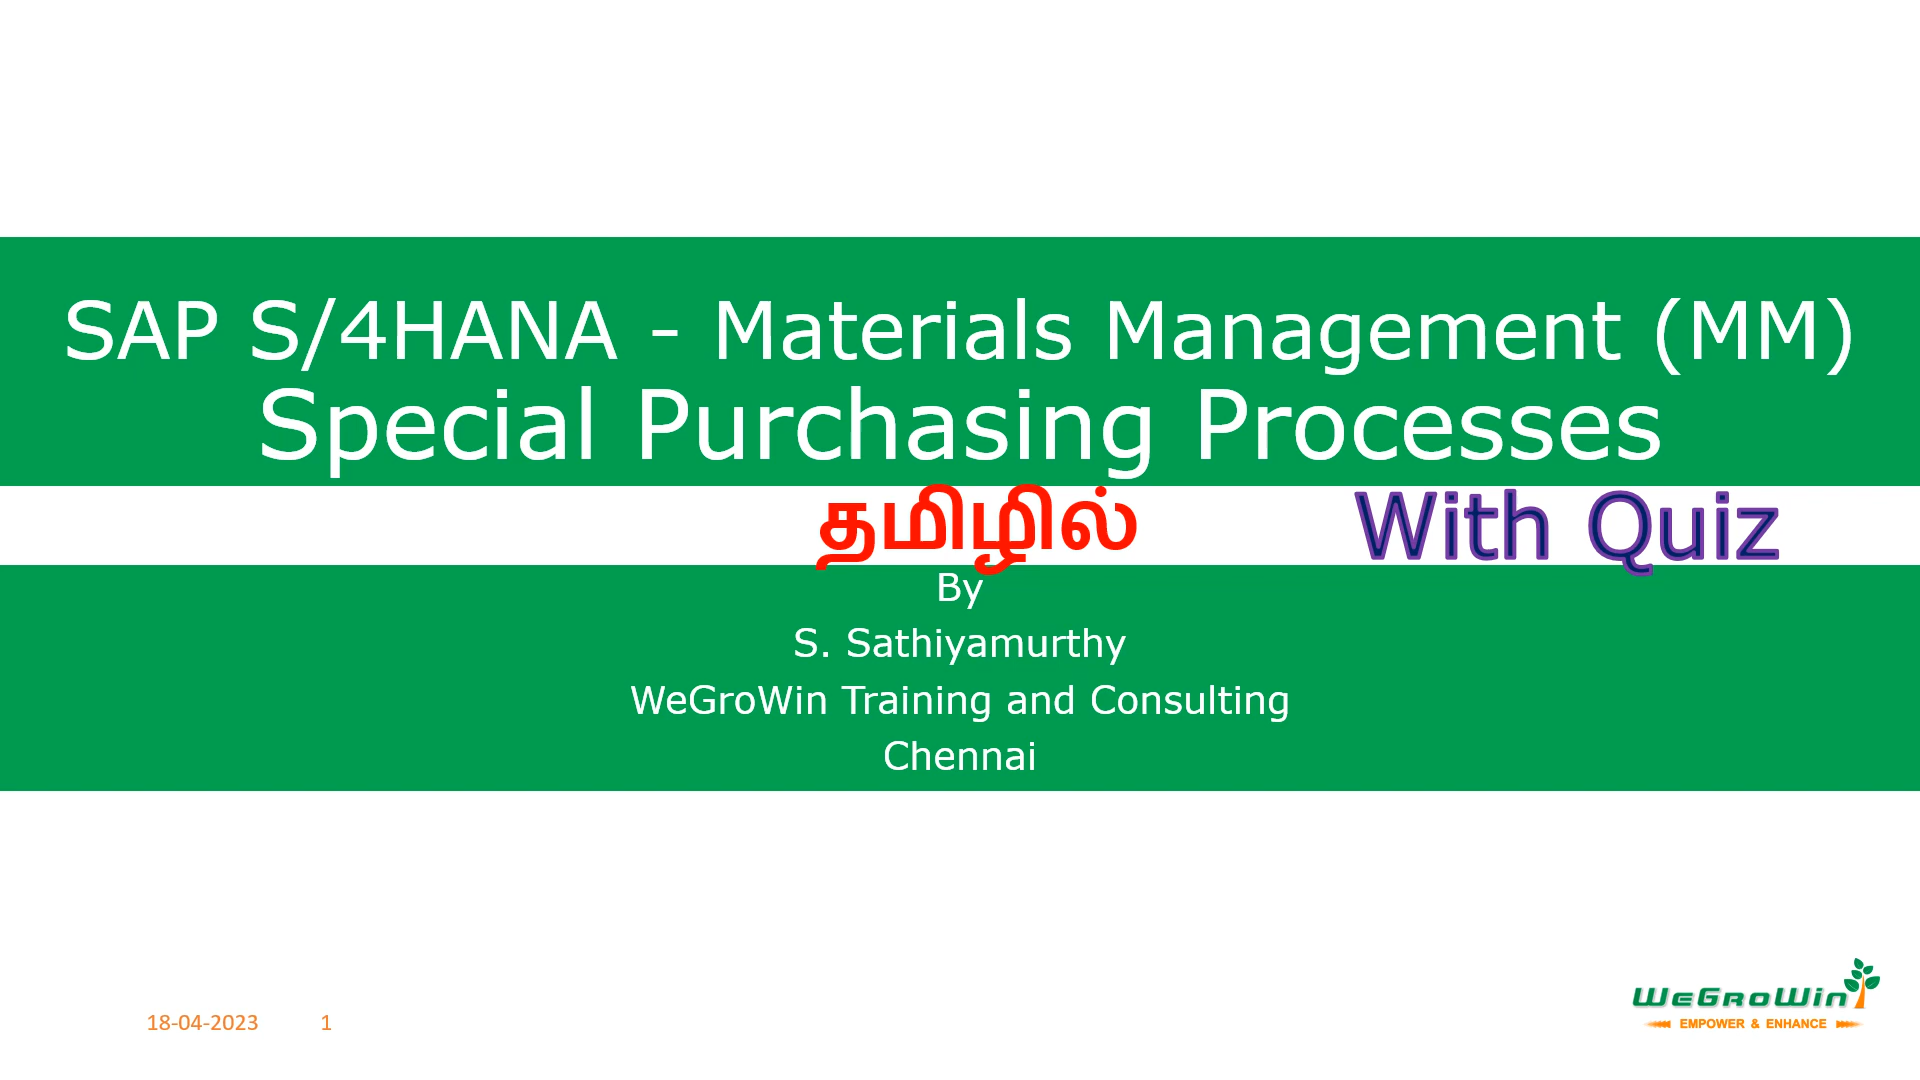 SAP S/4HANA - Materials Management (MM)
Special Purchasing Processes
தமிழில் With Quiz
By
S. Sathiyamurthy
WeGroWin Training and Consulting
Chennai
18-04-2023 1
WeGroWin
EMPOWER & ENHANCE